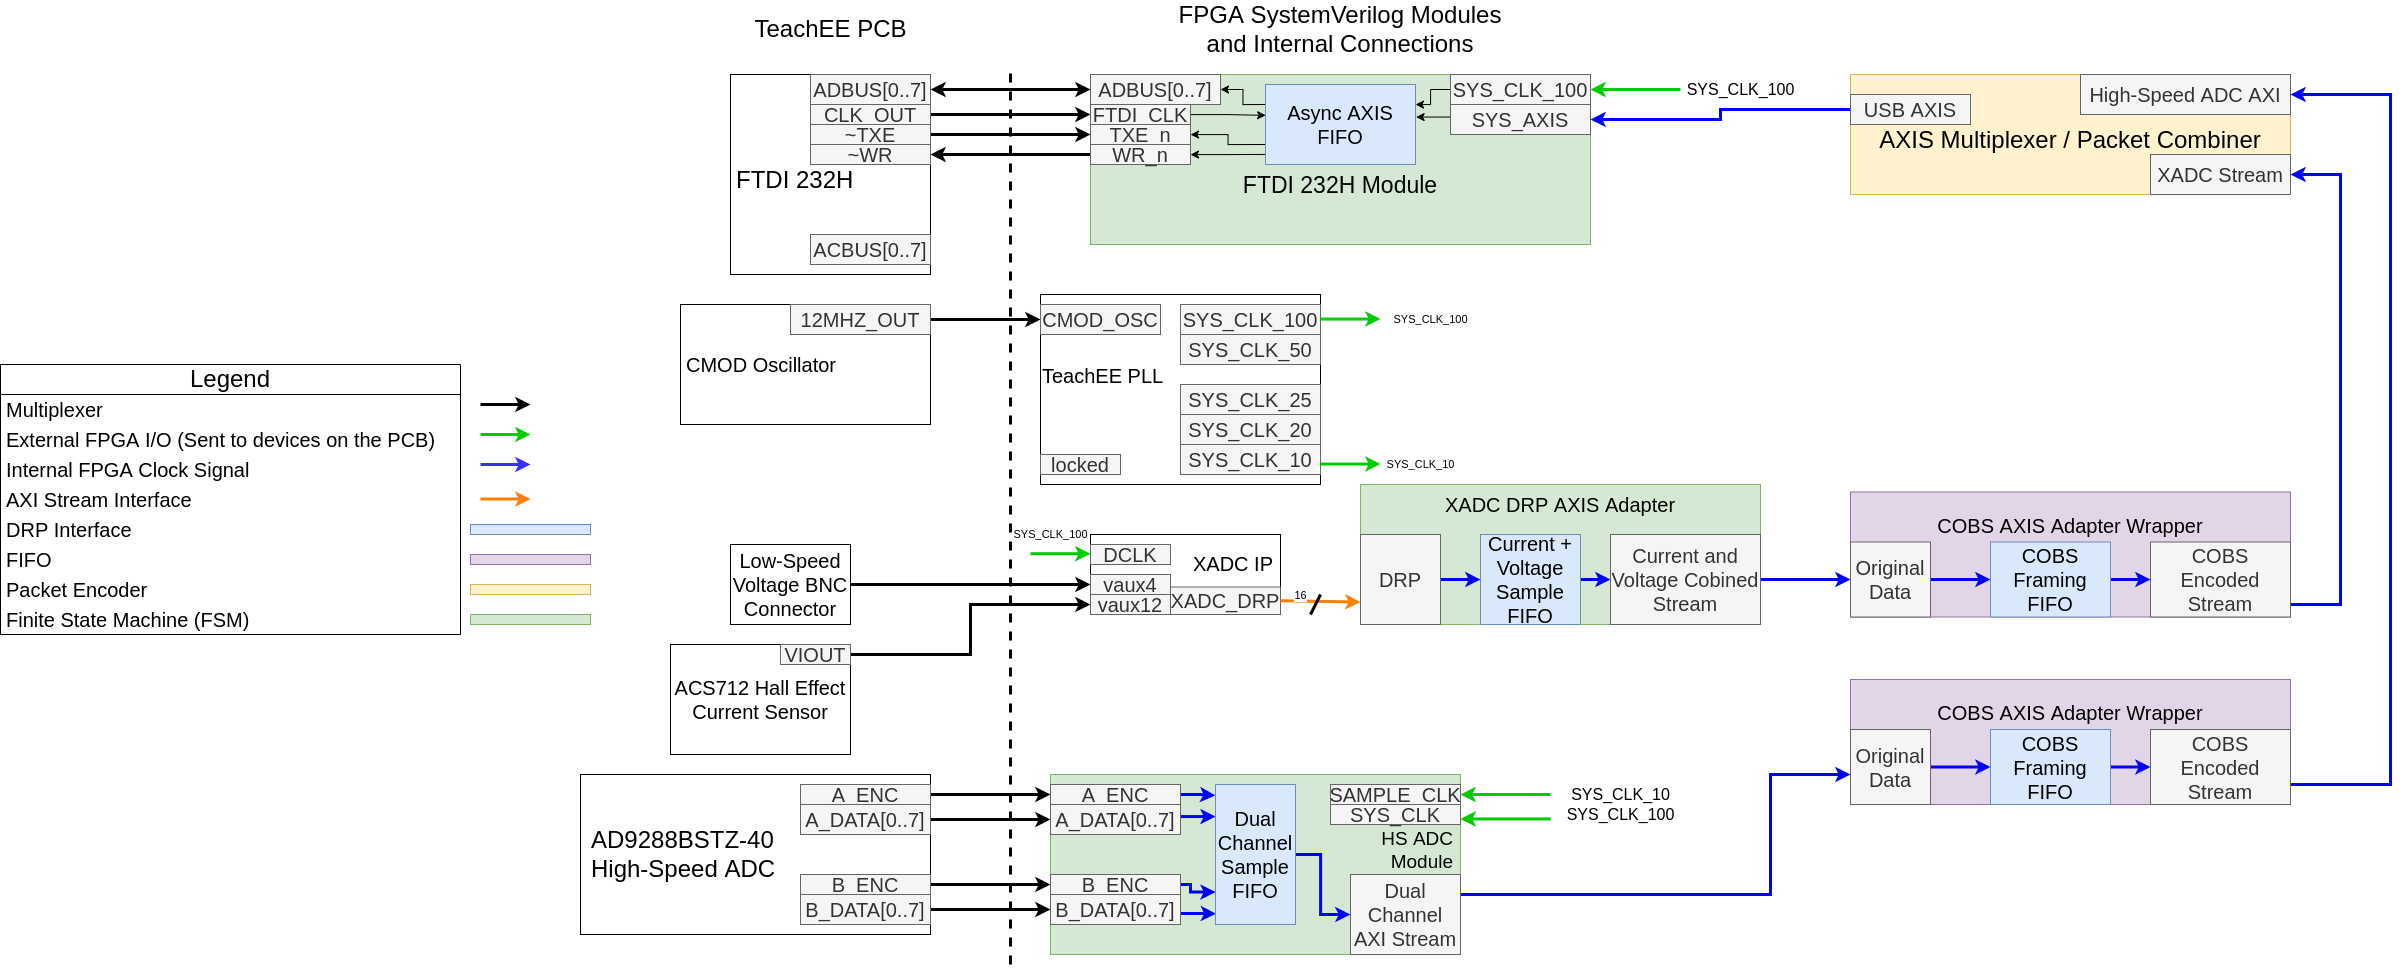 TeachEE PCB
FPGA SystemVerilog Modules
and Internal Connections
ADBUS[0..7]
CLK_OUT
~TXE
~WR
FTDI 232H
ACBUS[0..7]
ADBUS[0..7]
FTDI_CLK
TXE_n
WR_n
Async AXIS
FIFO
SYS_CLK_100
SYS_AXIS
FTDI 232H Module
SYS_CLK_100
USB AXIS
High-Speed ADC AXI
AXIS Multiplexer / Packet Combiner
XADC Stream
12MHZ_OUT
CMOD Oscillator
CMOD_OSC
SYS_CLK_100
SYS_CLK_50
TeachEE PLL
SYS_CLK_25
SYS_CLK_20
SYS_CLK_10
locked
SYS_CLK_100
SYS_CLK_10
Legend
Multiplexer
External FPGA I/O (Sent to devices on the PCB)
Internal FPGA Clock Signal
AXI Stream Interface
DRP Interface
FIFO
Packet Encoder
Finite State Machine (FSM)
Low-Speed
Voltage BNC
Connector
SYS_CLK_100
DCLK
XADC IP
vaux4
vaux12
XADC_DRP
16
XADC DRP AXIS Adapter
DRP
Current +
Voltage
Sample
FIFO
Current and
Voltage Cobined
Stream
COBS AXIS Adapter Wrapper
Original
Data
COBS
Framing
FIFO
COBS
Encoded
Stream
VIOUT
ACS712 Hall Effect
Current Sensor
COBS AXIS Adapter Wrapper
Original
Data
COBS
Framing
FIFO
COBS
Encoded
Stream
A_ENC
A_DATA[0..7]
AD9288BSTZ-40
High-Speed ADC
B_ENC
B_DATA[0..7]
A_ENC
A_DATA[0..7]
B_ENC
B_DATA[0..7]
Dual
Channel
Sample
FIFO
SAMPLE_CLK
SYS_CLK
HS ADC
Module
Dual
Channel
AXI Stream
SYS_CLK_10
SYS_CLK_100